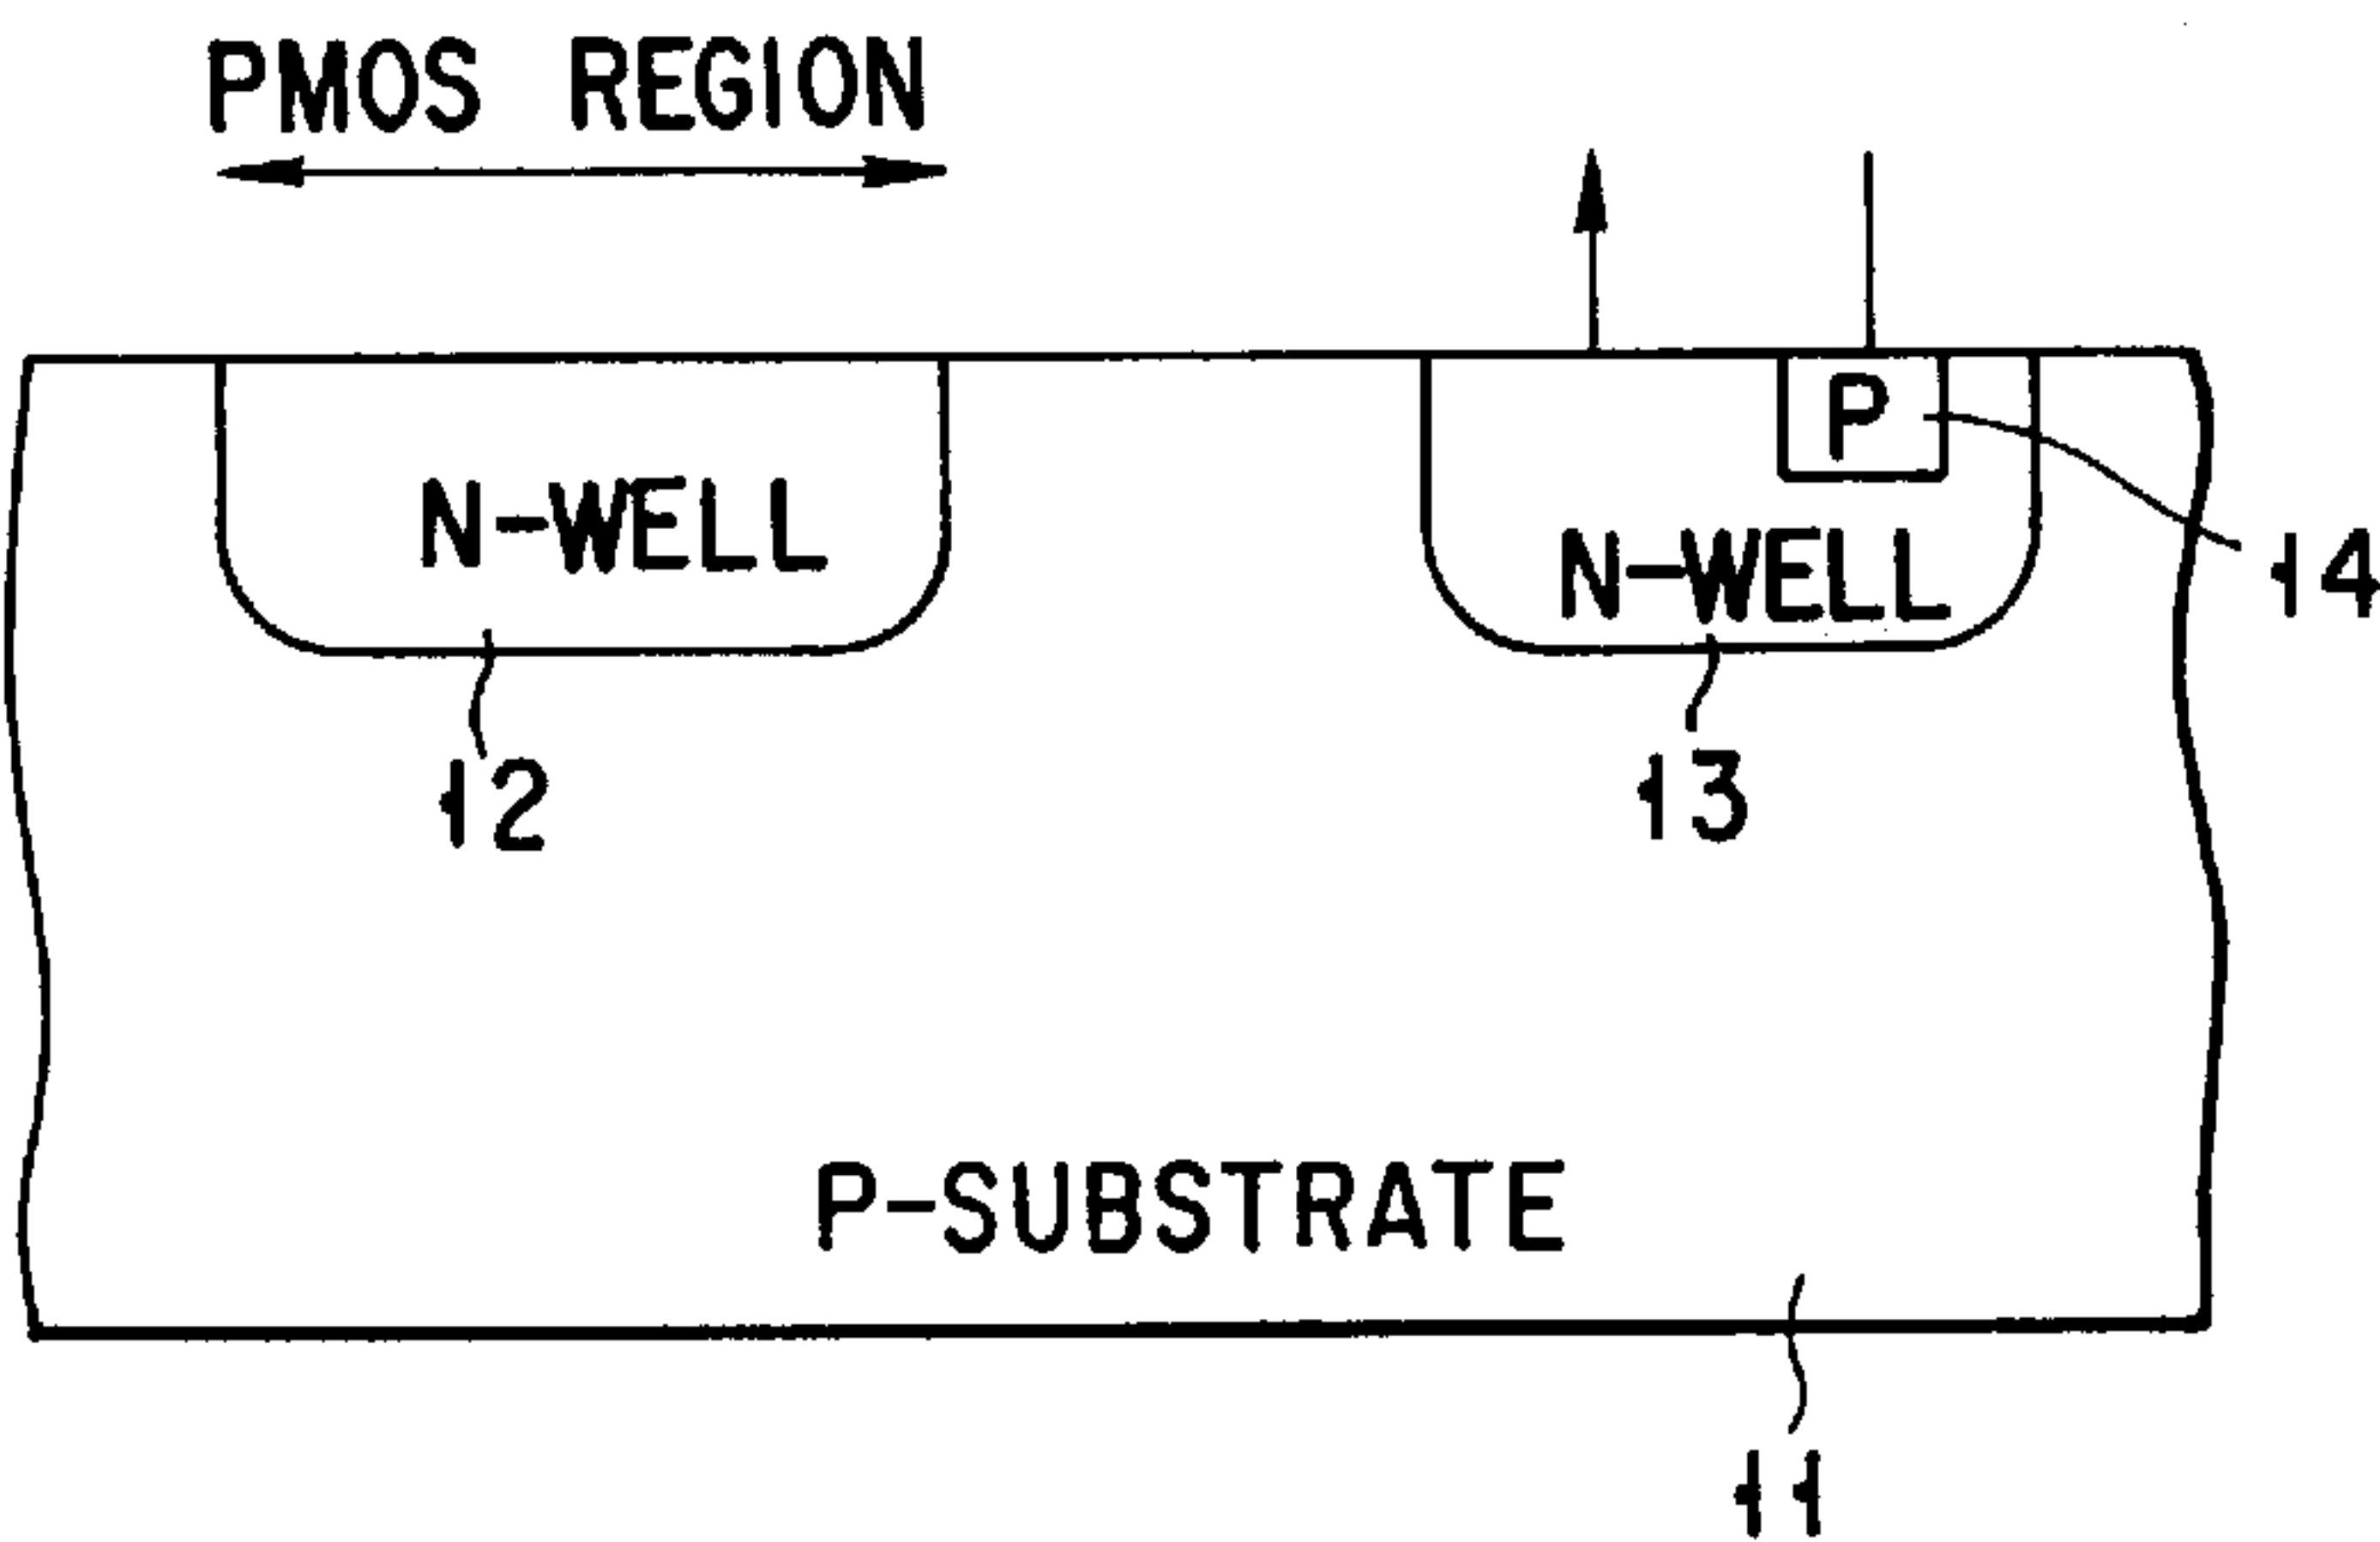 PMOS REGION
P
N-WELL
N-WELL
14
12
13
P-SUBSTRATE
11